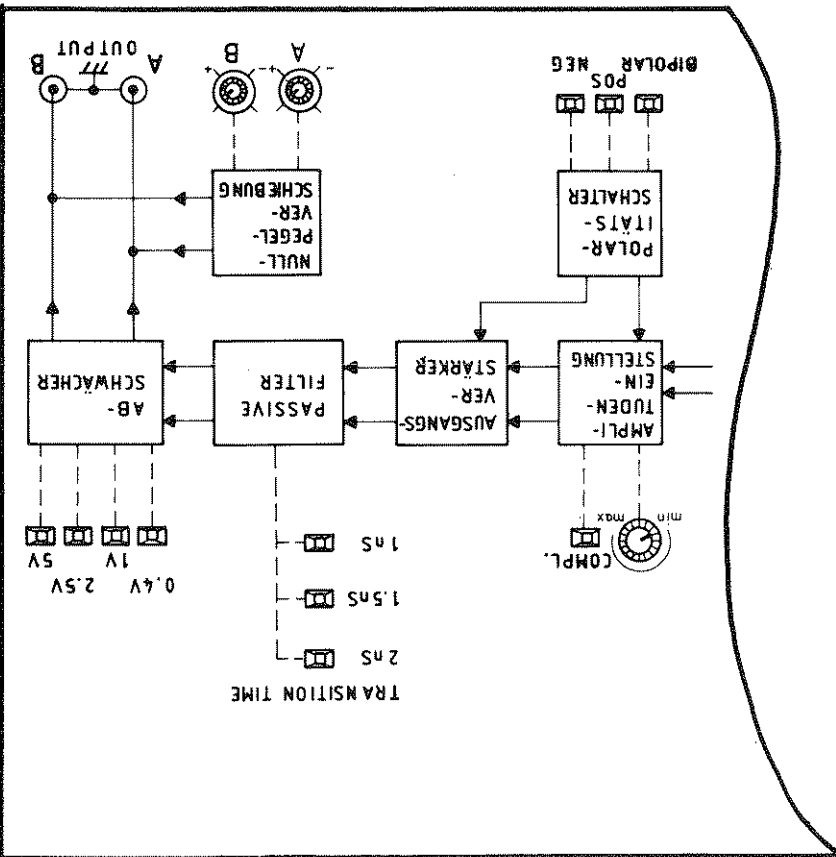 TRANSITION TIME
2nS
1.5nS
1nS
0.4V 2.5V
1V 5V
COMPL.
min max
AMPLI-
TUDEN-
EIN-
STELLUNG
AUSGANGS-
VER-
STÄRKER
PASSIVE
FILTER
AB-
SCHWÄCHER
POLAR-
ITÄTS-
SCHALTER
NULL-
PEGEL-
VER-
SCHIEBUNG
BIPOLAR NEG
POS
- + - +
A B
A B
OUTPUT